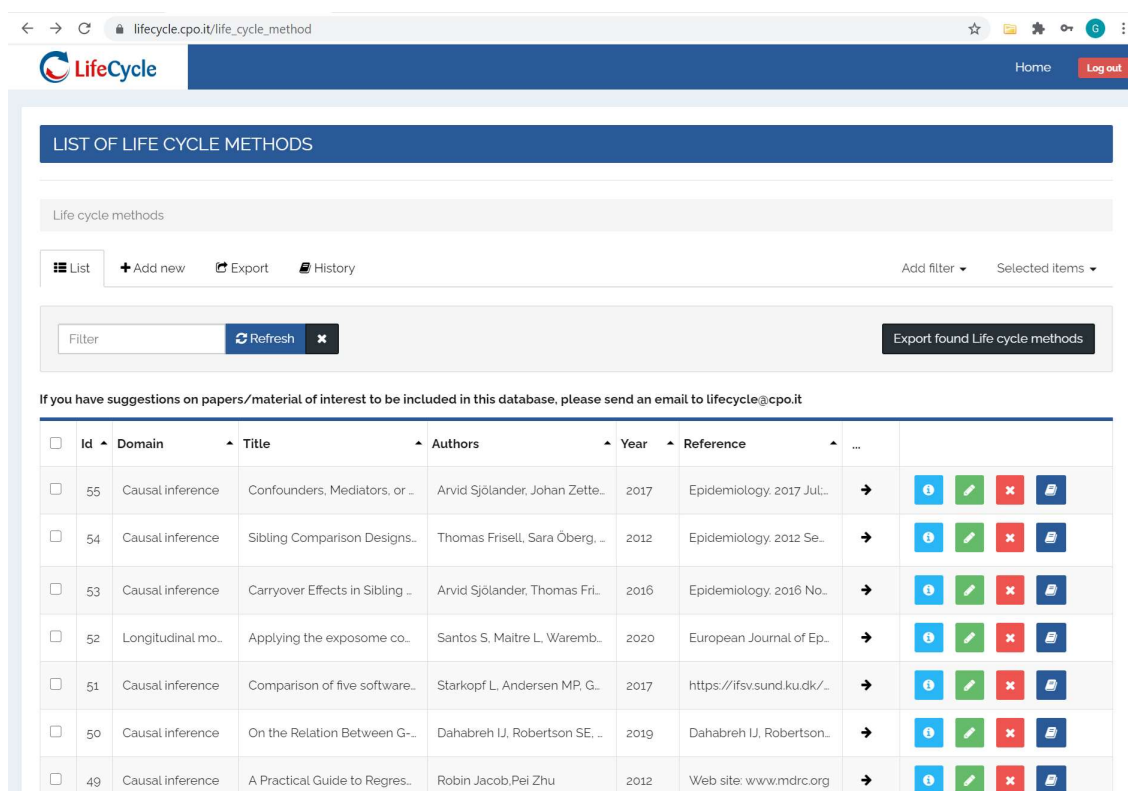 lifecycle.cpo.it/life_cycle_method
G
LifeCycle
Home
Log out
LIST OF LIFE CYCLE METHODS
Life cycle methods
List
Add new
Export
History
Add filter
Selected items
Filter
Refresh
Export found Life cycle methods
If you have suggestions on papers/material of interest to be included in this database, please send an email to lifecycle@cpo.it
Id Domain Title Authors Year Reference ...
55 Causal inference Confounders, Mediators, or ... Arvid Sjölander, Johan Zette... 2017 Epidemiology. 2017 Jul;...
54 Causal inference Sibling Comparison Designs... Thomas Frisell, Sara Öberg, ... 2012 Epidemiology. 2012 Se...
53 Causal inference Carryover Effects in Sibling ... Arvid Sjölander, Thomas Fri... 2016 Epidemiology. 2016 No...
52 Longitudinal mo... Applying the exposome co... Santos S, Maitre L, Waremb... 2020 European Journal of Ep...
51 Causal inference Comparison of five software... Starkopf L, Andersen MP, G... 2017 https://ifsv.sund.ku.dk/...
50 Causal inference On the Relation Between G-... Dahabreh IJ, Robertson SE, ... 2019 Dahabreh IJ, Robertson...
49 Causal inference A Practical Guide to Regres... Robin Jacob,Pei Zhu 2012 Web site: www.mdrc.org